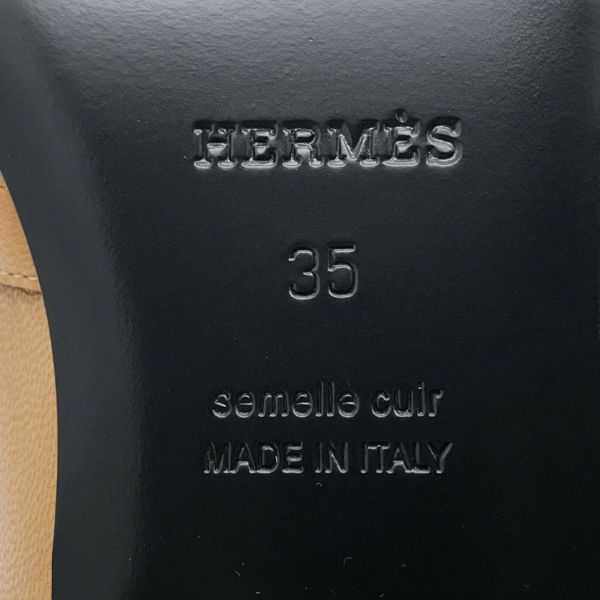 HERMÈS
35
semelle cuir
MADE IN ITALY